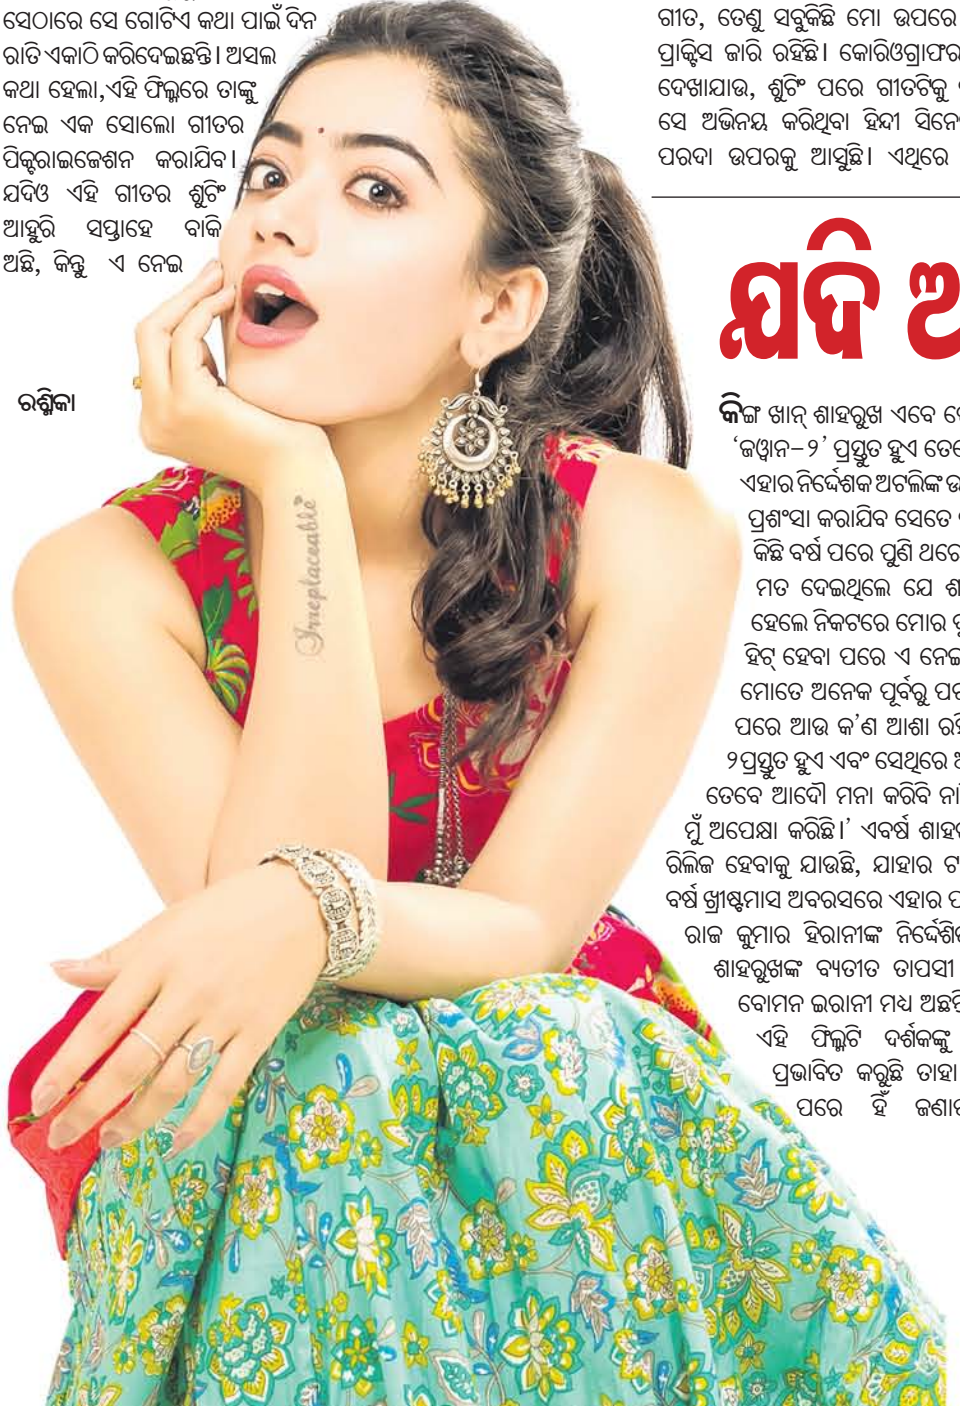 ସେଠାରେ ସେ ଗୋଟିଏ କଥା ପାଇଁ ଦିନ
ରାତି ଏକାଠି କରିଦେଇଛନ୍ତି । ଅସଲ
କଥା ହେଲା,ଏହି ଫିଲ୍ମରେ ତାଙ୍କୁ
ନେଇ ଏକ ସୋଲୋ ଗୀତର
ପିକ୍ଚରାଇଜେଶନ କରାଯିବ।
ଯଦିଓ ଏହି ଗୀତର ଶୁଟିଂ
ଆହୁରି ସପ୍ତାହେ ବାକି
ଅଛି, କିନ୍ତୁ ଏ ନେଇ
ରଶ୍ମିକା
Irreplaceable
ଗୀତ, ତେଣୁ ସବୁକିଛି ମୋ ଉପରେ
ପ୍ରାକ୍ଟିସ ଜାରି ରହିଛି। କୋରିଓଗ୍ରାଫର
ଦେଖାଯାଉ, ଶୁଟିଂ ପରେ ଗୀତଟିକୁ
ସେ ଅଭିନୟ କରିଥିବା ହିନ୍ଦୀ
ପରଦା ଉପରକୁ ଆସୁଛି। ଏଥିରେ
ଯଦି
କିଙ୍ଗ ଖାନ୍ ଶାହରୁଖ ଏବେ
‘ଜୱାନ–୨’ ପ୍ରସ୍ତୁତ ହୁଏ
ଏହାର ନିର୍ଦ୍ଦେଶକ ଅଟଲିଙ୍କ
ପ୍ରଶଂସା କରାଯିବ ସେତେ
କିଛି ବର୍ଷ ପରେ ପୁଣି
ମତ ଦେଇଥିଲେ ଯେ
ହେଲେ ନିକଟରେ ମୋର
ହିଟ୍ ହେବା ପରେ ଏ ନେଇ
ମୋତେ ଅନେକ ପୂର୍ବରୁ
ପରେ ଆଉ କ’ଣ ଆଶା
୨ପ୍ରସ୍ତୁତ ହୁଏ ଏବଂ ସେଥିରେ
ତେବେ ଆଦୌ ମନା କରିବି
ମୁଁ ଅପେକ୍ଷା କରିଛି।’ ଏବର୍ଷ
ରିଲିଜ ହେବାକୁ ଯାଉଛି, ଯାହାର
ବର୍ଷ ଖ୍ରୀଷ୍ଟମାସ ଅବରସରେ ଏହାର
ରାଜ କୁମାର ହିରାନୀଙ୍କ
ଶାହରୁଖଙ୍କ ବ୍ୟତୀତ ତାପସୀ
ବୋମନ ଇରାନୀ ମଧ୍ୟ
ଏହି ଫିଲ୍ମଟି ଦର୍ଶକଙ୍କୁ
ପ୍ରଭାବିତ କରୁଛି ତାହା
ପରେ ହିଁ